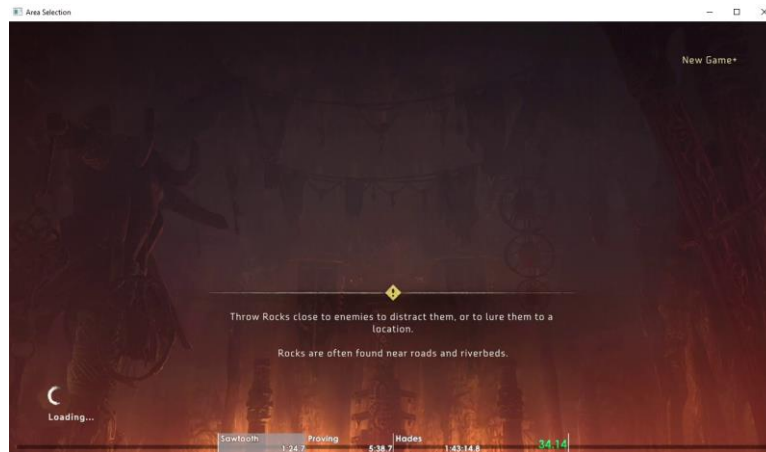 Area Selection
New Game+
Throw Rocks close to enemies to distract them, or to lure them to a
location.
Rocks are often found near roads and riverbeds.
Loading...
Sawtooth Proving Hades
1:24.7 5:38.7 1:43:14.8 34.14